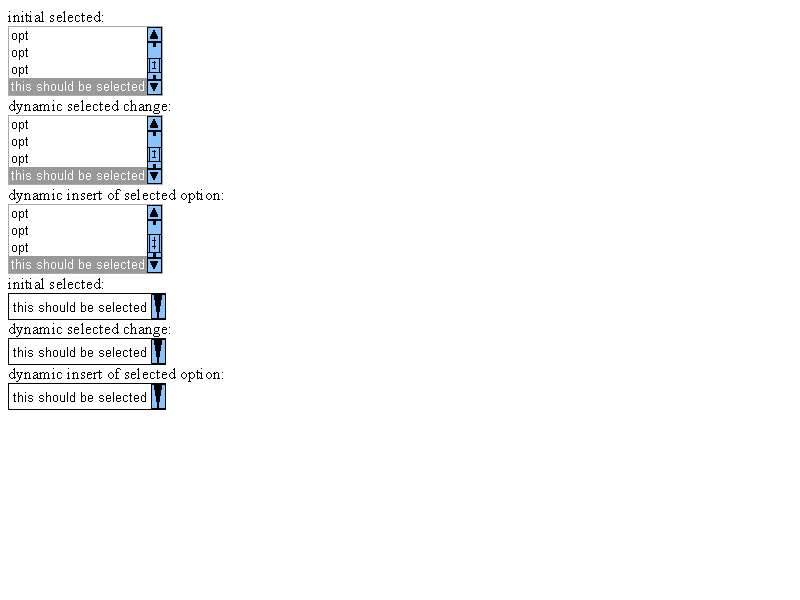 initial selected:
opt
opt
opt
this should be selected
dynamic selected change:
opt
opt
opt
this should be selected
dynamic insert of selected option:
opt
opt
opt
this should be selected
initial selected:
this should be selected
dynamic selected change:
this should be selected
dynamic insert of selected option:
this should be selected